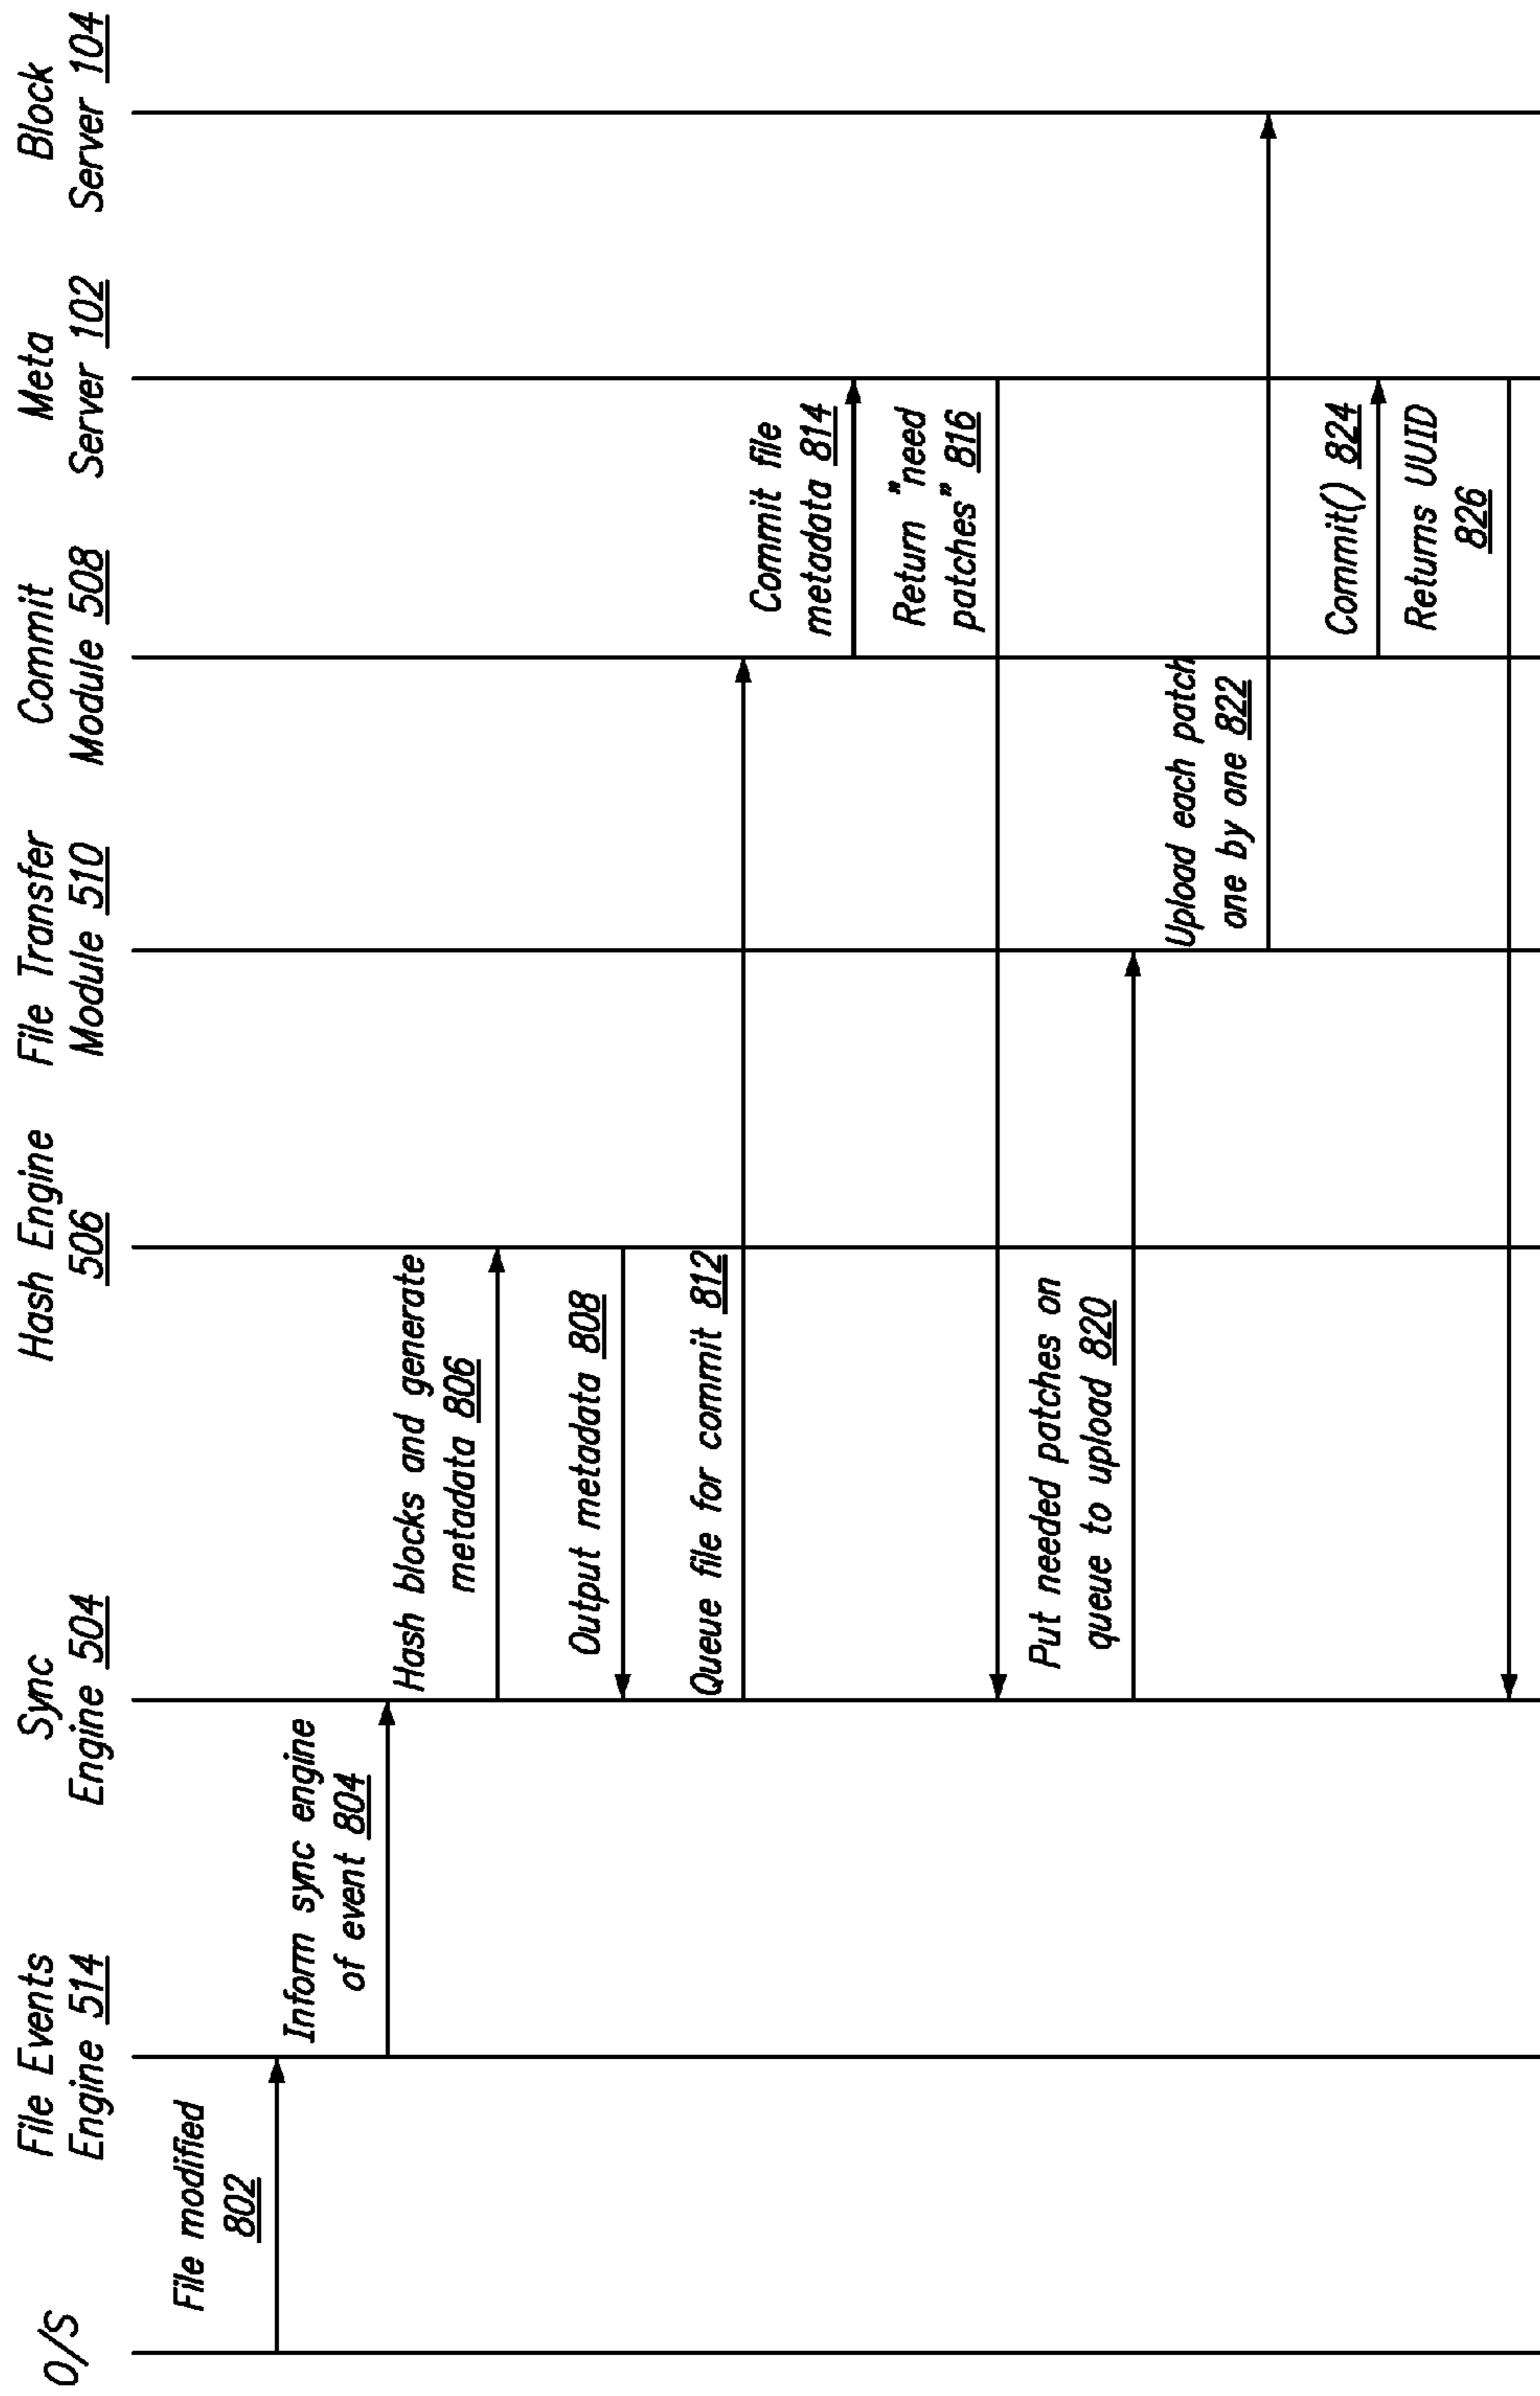 O/S
File Events
Engine 514
Sync
Engine 504
Hash Engine
506
File Transfer
Module 510
Commit
Module 508
Meta
Server 102
Block
Server 104
File modified
802
Inform sync engine
of event 804
Hash blocks and generate
metadata 806
Output metadata 808
Queue file for commit 812
Commit file
metadata 814
Return "need
patches" 816
Put needed patches on
queue to upload 820
Upload each patch
one by one 822
Commit() 824
Returns UUID
826